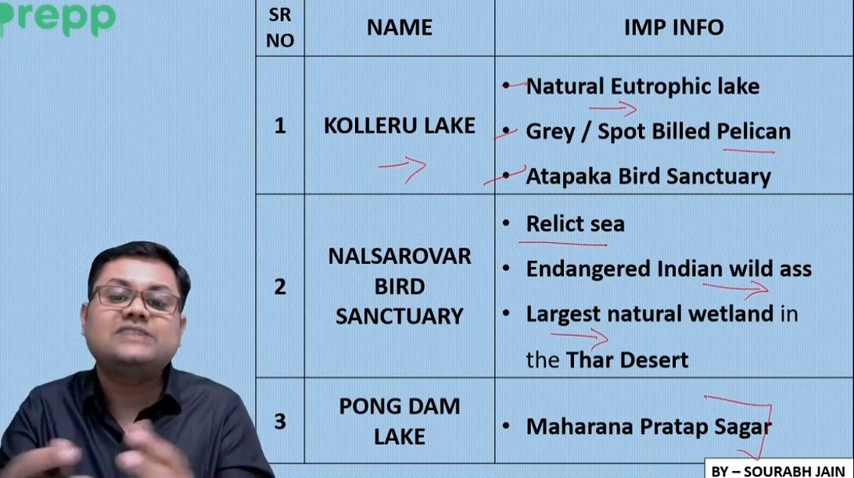 prepp
SR
NO
NAME
IMP INFO
1
KOLLERU LAKE
• Natural Eutrophic lake
• Grey / Spot Billed Pelican
• Atapaka Bird Sanctuary
2
NALSAROVAR
BIRD
SANCTUARY
• Relict sea
• Endangered Indian wild ass
• Largest natural wetland in
the Thar Desert
3
PONG DAM
LAKE
• Maharana Pratap Sagar
BY – SOURABH JAIN